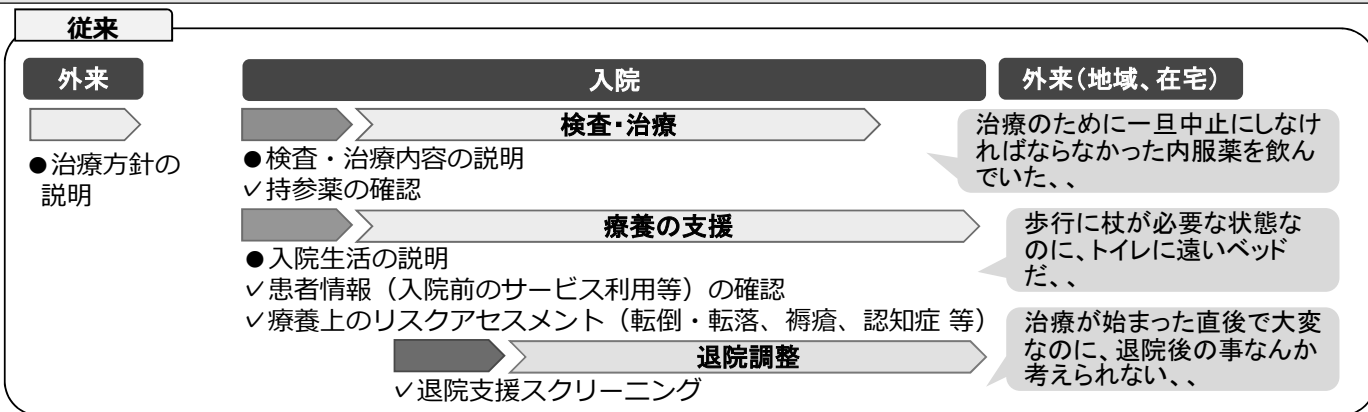 従来
外来
入院
外来（地域、在宅）
検査・治療
●治療方針の
説明
●検査・治療内容の説明
✓持参薬の確認
治療のために一旦中止にしなけ
ればならなかった内服薬を飲ん
でいた、、
療養の支援
●入院生活の説明
✓患者情報（入院前のサービス利用等）の確認
✓療養上のリスクアセスメント（転倒・転落、褥瘡、認知症 等）
歩行に杖が必要な状態な
のに、トイレに遠いベッド
だ、、
退院調整
✓退院支援スクリーニング
治療が始まった直後で大変
なのに、退院後の事なんか
考えられない、、